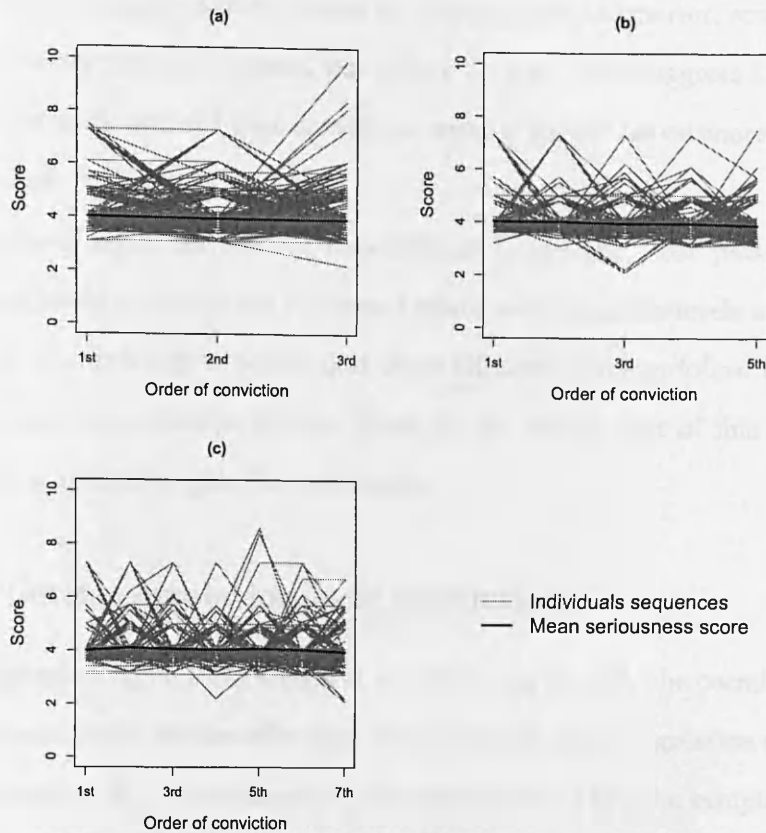 (a)
Score
0 2 4 6 8 10
1st 2nd 3rd
Order of conviction
(b)
Score
0 2 4 6 8 10
1st 3rd 5th
Order of conviction
(c)
Score
0 2 4 6 8 10
1st 3rd 5th 7th
Order of conviction
Individuals sequences
Mean seriousness score